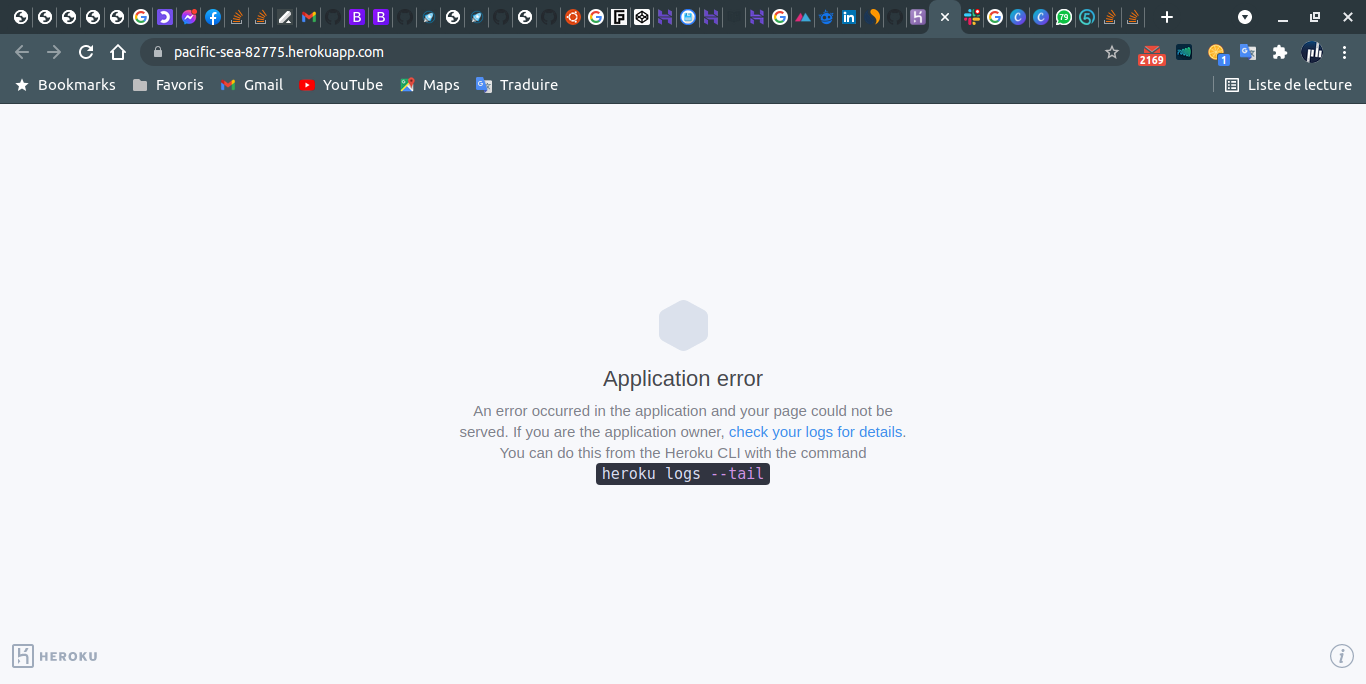 pacific-sea-82775.herokuapp.com
2169
1
Bookmarks
Favoris
Gmail
YouTube
Maps
Traduire
Liste de lecture
Application error
An error occurred in the application and your page could not be
served. If you are the application owner, check your logs for details.
You can do this from the Heroku CLI with the command
heroku logs --tail
HEROKU